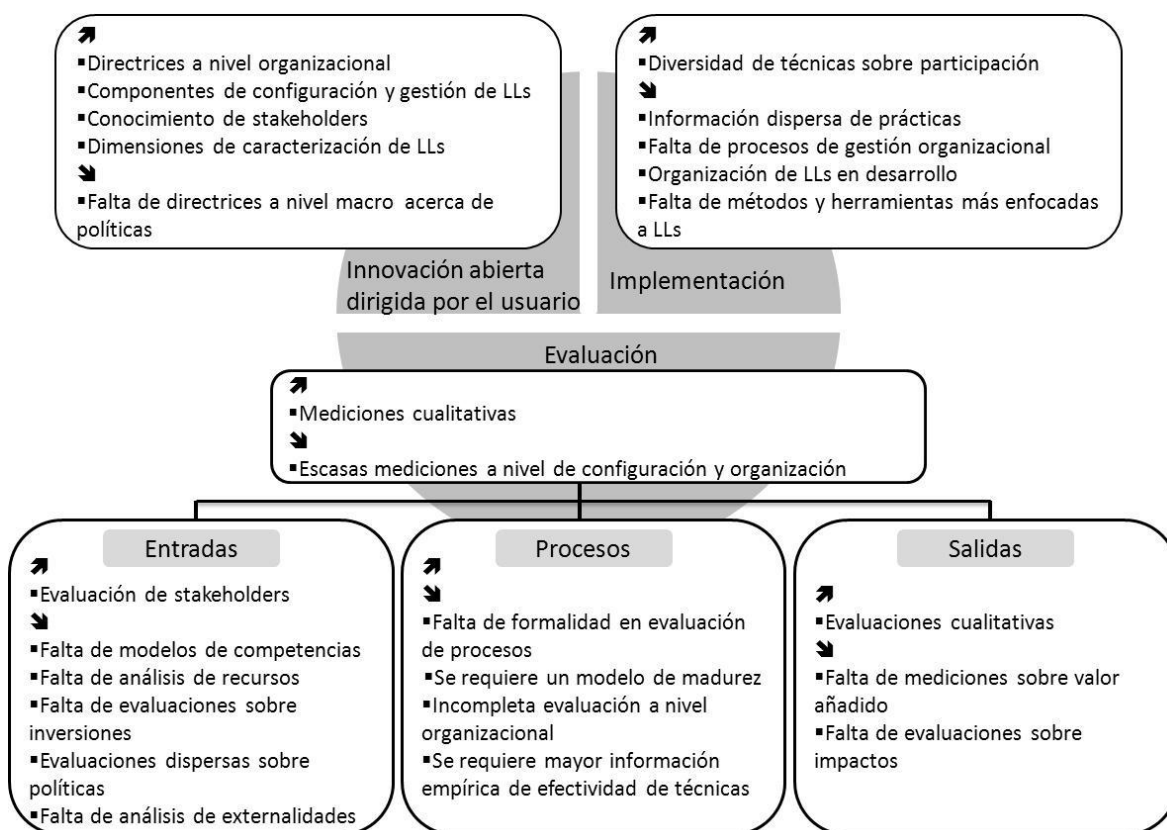 ▪Directrices a nivel organizacional
▪Componentes de configuración y gestión de LLs
▪Conocimiento de stakeholders
▪Dimensiones de caracterización de LLs
▪Falta de directrices a nivel macro acerca de
políticas
▪Diversidad de técnicas sobre participación
▪Información dispersa de prácticas
▪Falta de procesos de gestión organizacional
▪Organización de LLs en desarrollo
▪Falta de métodos y herramientas más enfocadas
a LLs
Innovación abierta
dirigida por el usuario
Implementación
Evaluación
▪Mediciones cualitativas
▪Escasas mediciones a nivel de configuración y organización
Entradas
▪Evaluación de stakeholders
▪Falta de modelos de competencias
▪Falta de análisis de recursos
▪Falta de evaluaciones sobre
inversiones
▪Evaluaciones dispersas sobre
políticas
▪Falta de análisis de externalidades
Procesos
▪Falta de formalidad en evaluación
de procesos
▪Se requiere un modelo de madurez
▪Incompleta evaluación a nivel
organizacional
▪Se requiere mayor información
empírica de efectividad de técnicas
Salidas
▪Evaluaciones cualitativas
▪Falta de mediciones sobre valor
añadido
▪Falta de evaluaciones sobre
impactos